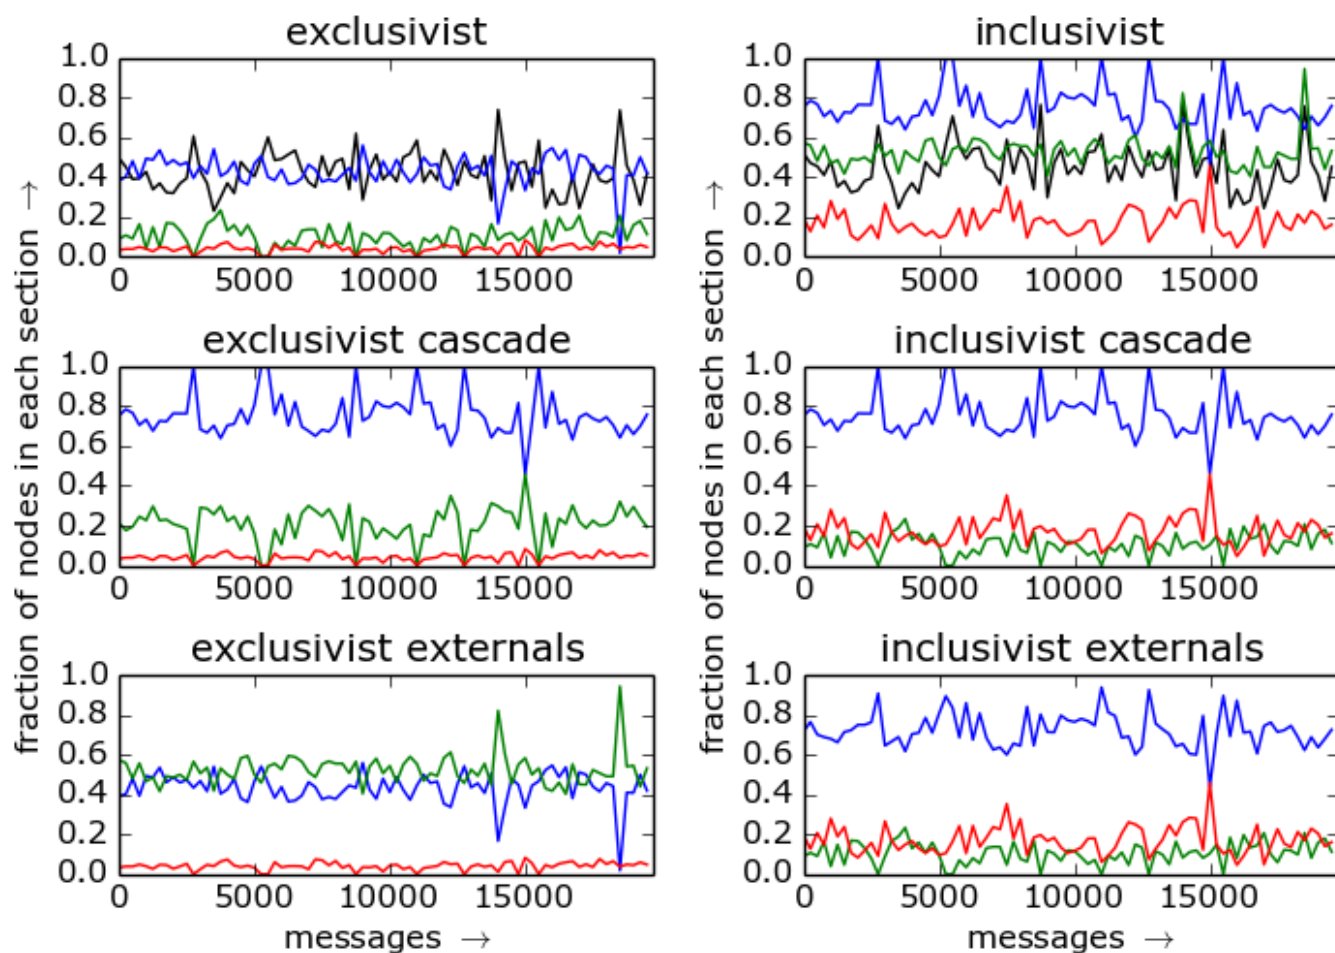 exclusivist
1.0
0.8
0.6
0.4
0.2
1.0
0 5000 10000 15000
inclusivist
1.0
0.8
0.6
0.4
0.2
1.0
0 5000 10000 15000
exclusivist cascade
1.0
0.8
0.6
0.4
0.2
0.0
0 5000 10000 15000
inclusivist cascade
1.0
0.8
0.6
0.4
0.2
0.0
0 5000 10000 15000
exclusivist externals
1.0
0.8
0.6
0.4
0.2
0.0
0 5000 10000 15000
inclusivist externals
1.0
0.8
0.6
0.4
0.2
0.0
0 5000 10000 15000
fraction of nodes in each section →
fraction of nodes in each section →
messages →
messages →